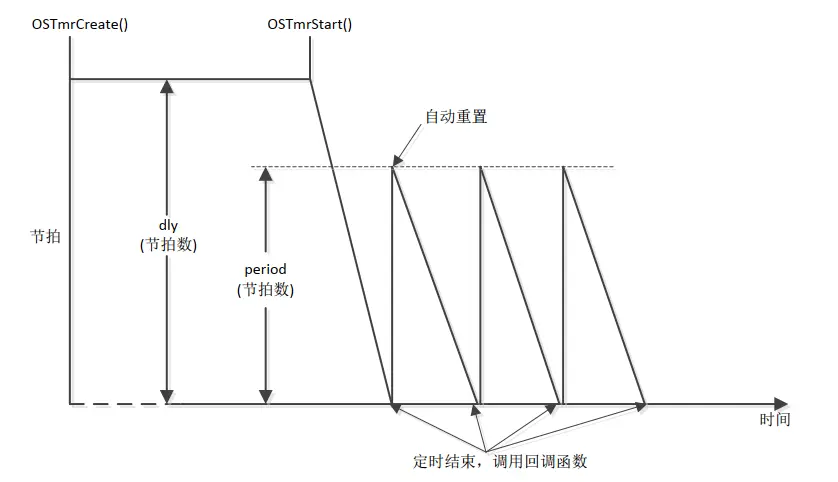 OSTmrCreate()
OSTmrStart()
自动重置
节拍
dly
(节拍数)
period
(节拍数)
时间
定时结束，调用回调函数